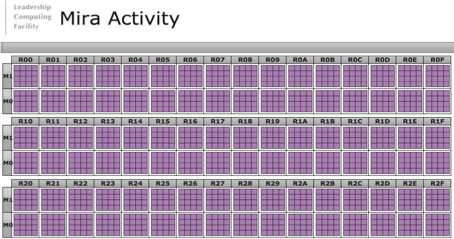 Leadership
Computing
Facility
Mira Activity
R00 R01 R02 R03 R04 R05 R06 R07 R08 R09 R0A R0B R0C R0D R0E R0F
M1
M0
R10 R11 R12 R13 R14 R15 R16 R17 R18 R19 R1A R1B R1C R1D R1E R1F
M1
M0
R20 R21 R22 R23 R24 R25 R26 R27 R28 R29 R2A R2B R2C R2D R2E R2F
M1
M0